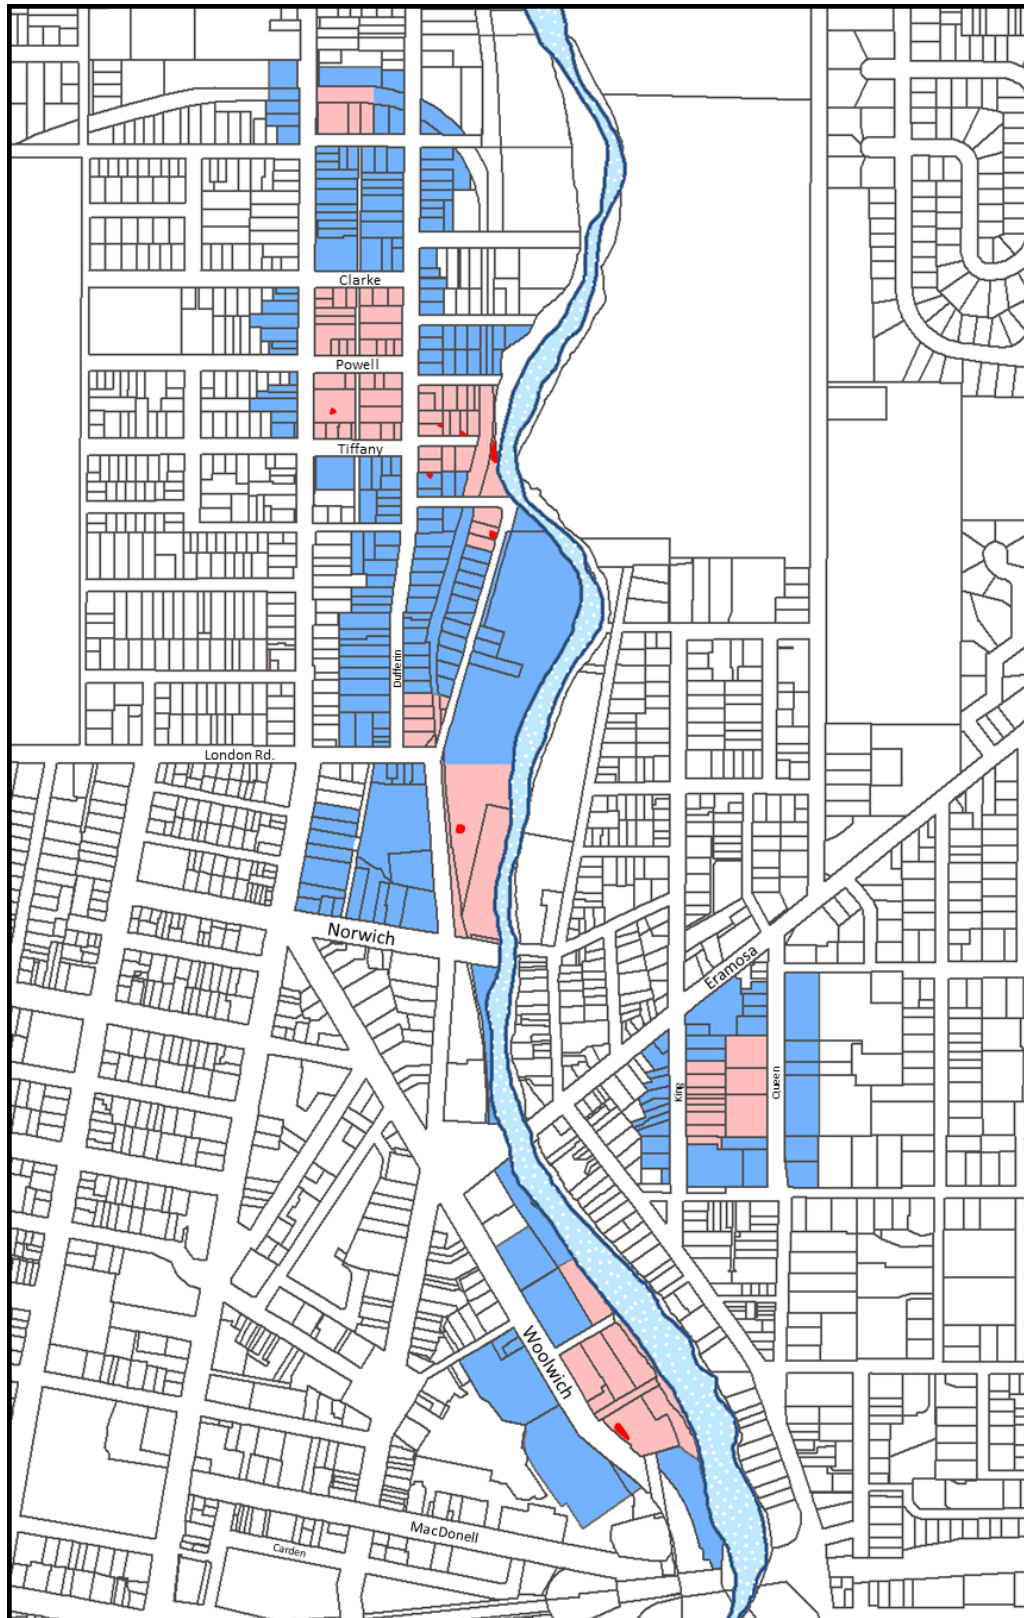 Clarke
Powell
Tiffany
Dufferin
London Rd.
Norwich
Eramosa
King
Queen
Woolwich
MacDonell
Carden